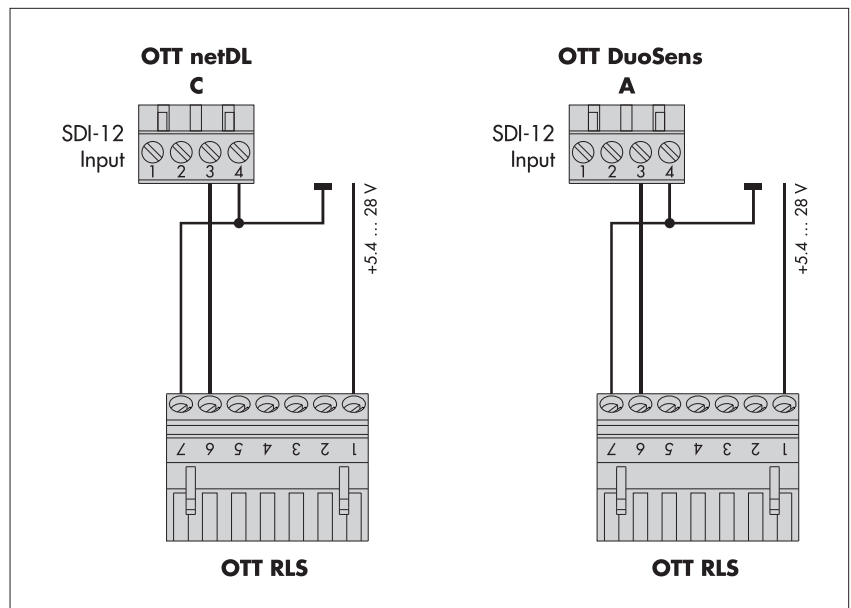 OTT netDL
C
SDI-12
Input
1 2 3 4
+5.4 ... 28 V
7 6 5 4 3 2 1
OTT RLS
OTT DuoSens
A
SDI-12
Input
1 2 3 4
+5.4 ... 28 V
7 6 5 4 3 2 1
OTT RLS